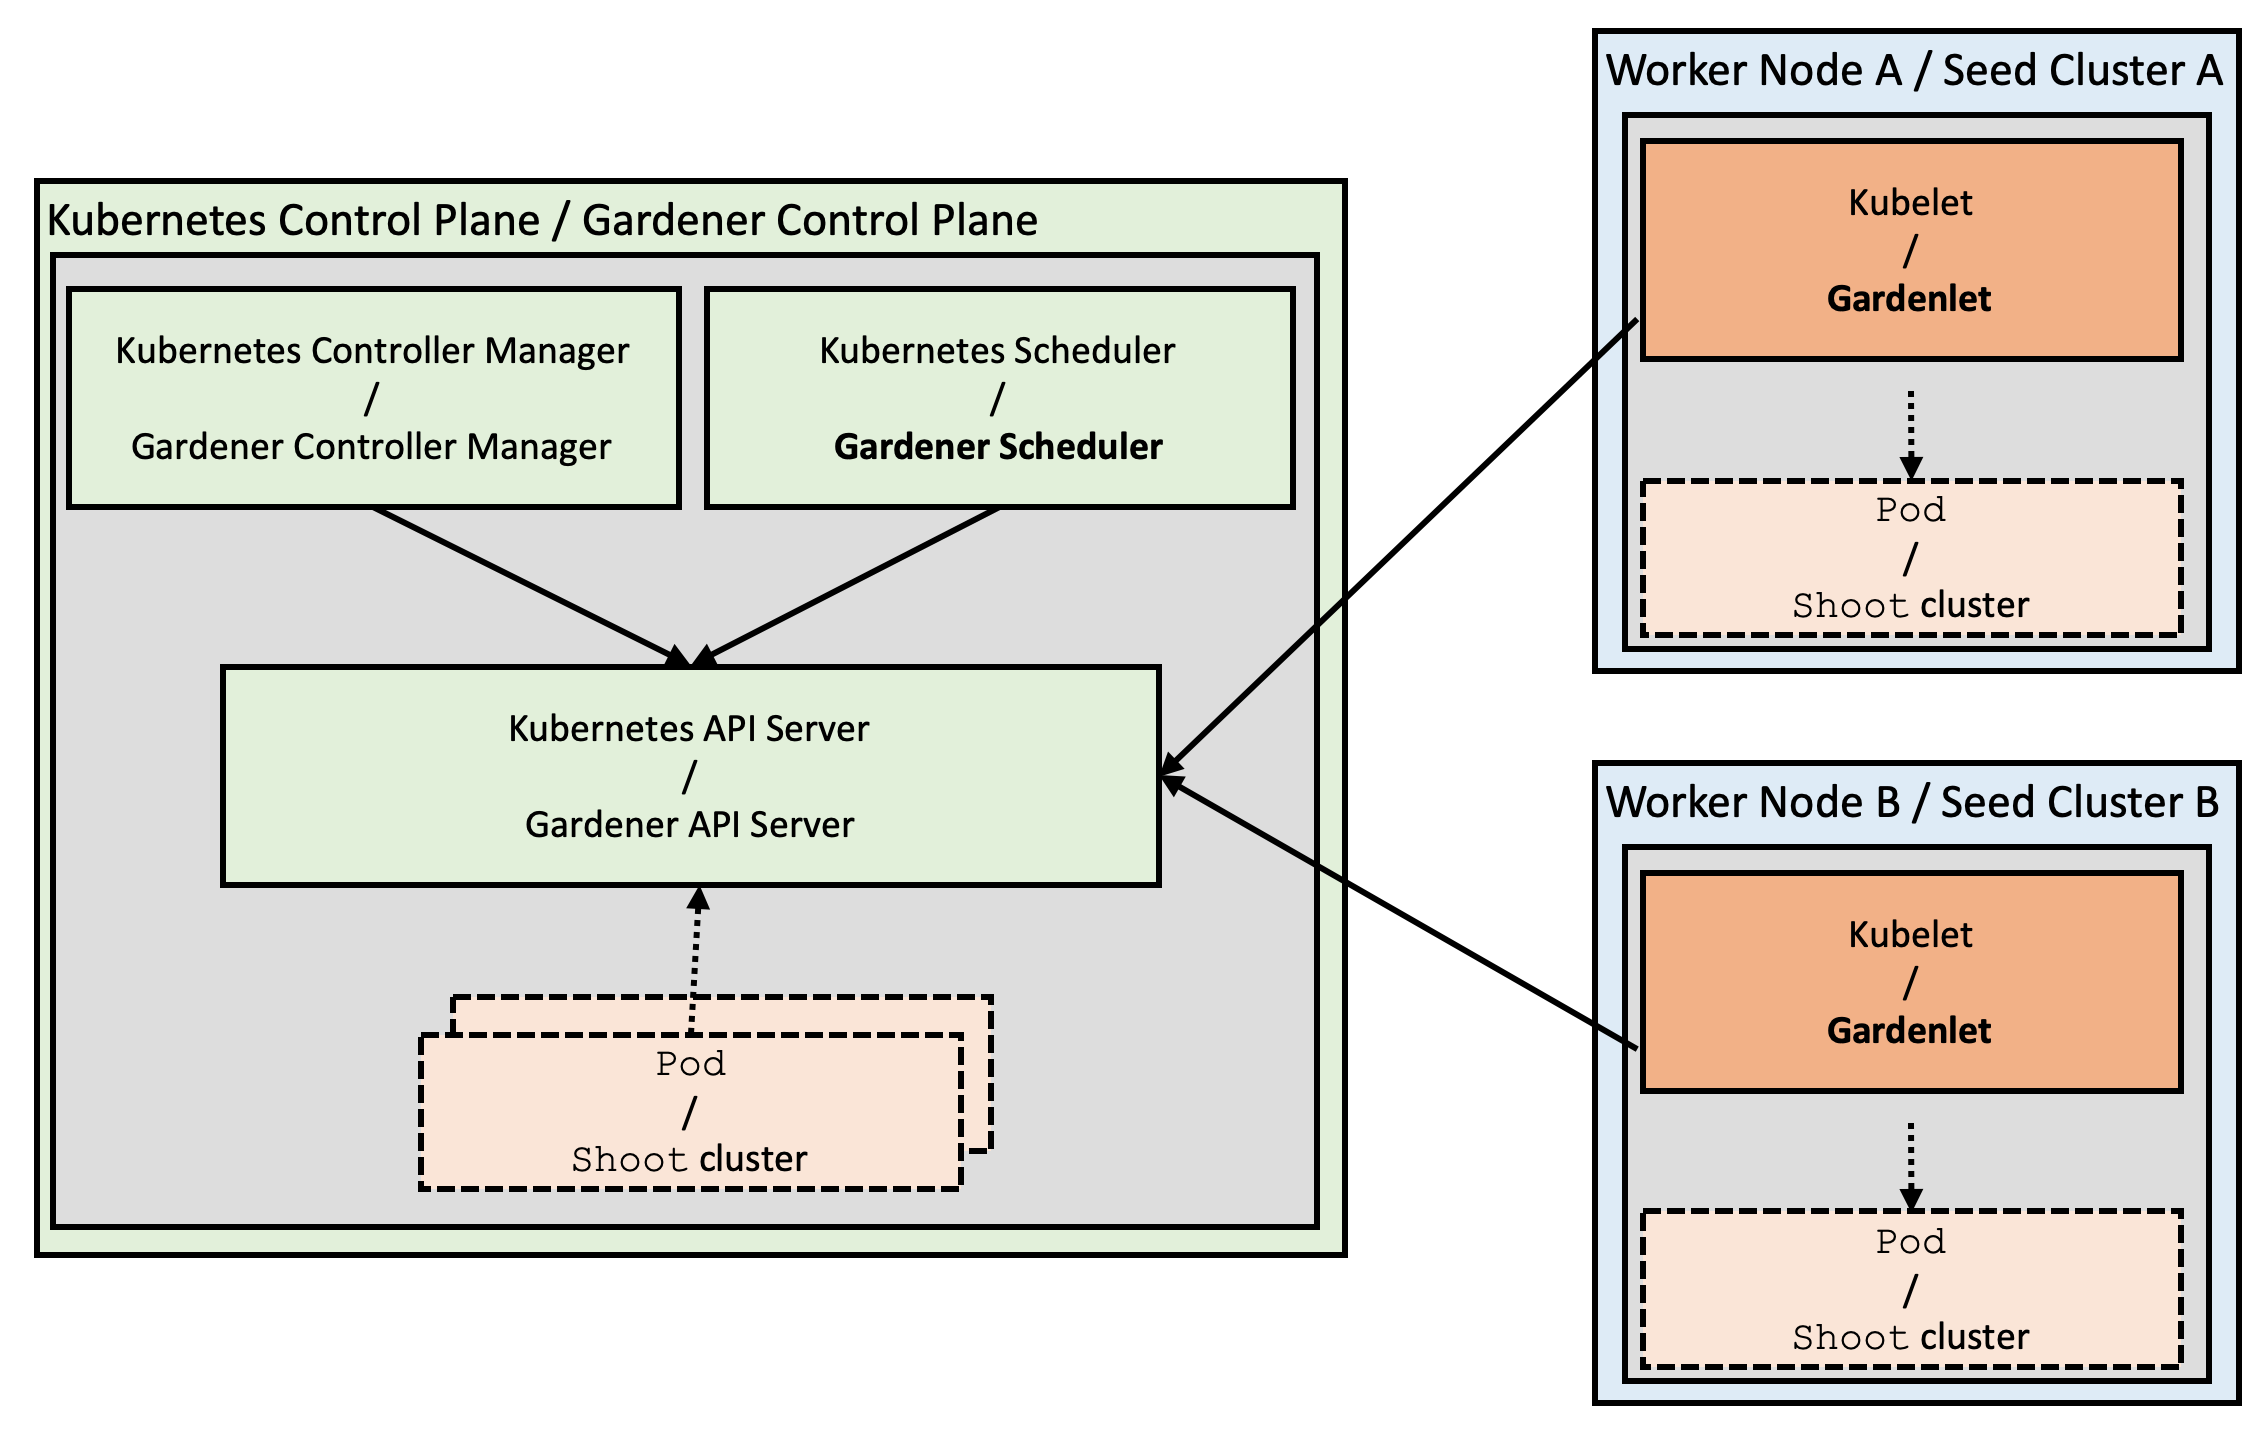 Kubernetes Control Plane / Gardener Control Plane
Kubernetes Controller Manager
/
Gardener Controller Manager
Kubernetes Scheduler
/
Gardener Scheduler
Kubernetes API Server
/
Gardener API Server
Pod
/
Shoot cluster
Worker Node A / Seed Cluster A
Kubelet
/
Gardenlet
Pod
/
Shoot cluster
Worker Node B / Seed Cluster B
Kubelet
/
Gardenlet
Pod
/
Shoot cluster